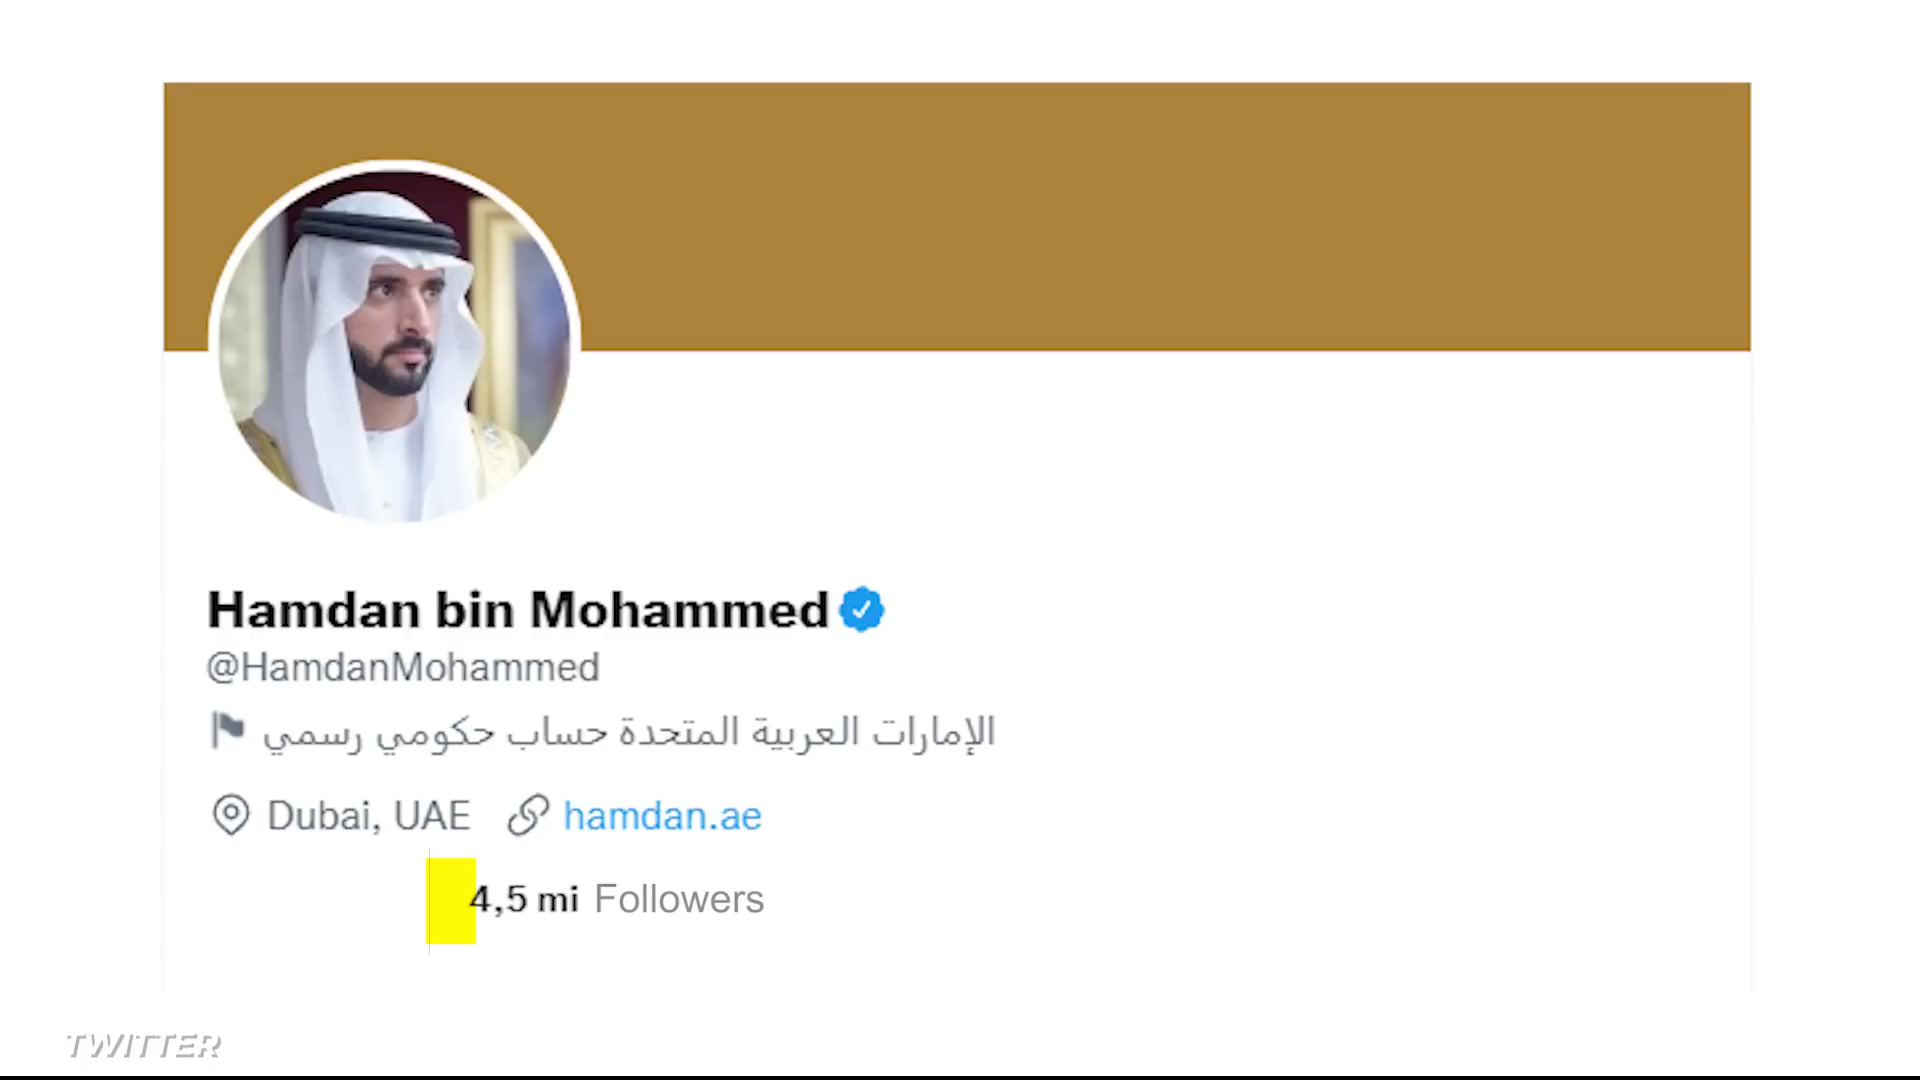 Hamdan bin Mohammed
@HamdanMohammed
الإمارات العربية المتحدة حساب حكومي رسمي
Dubai, UAE hamdan.ae
4,5 mi Followers
TWITTER